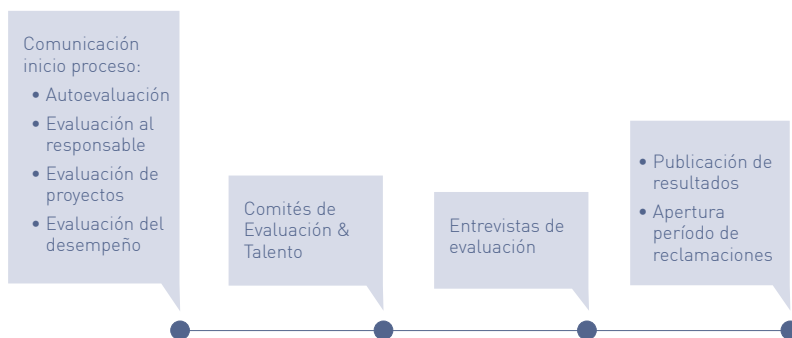 Comunicación
inicio proceso:
• Autoevaluación
• Evaluación al
responsable
• Evaluación de
proyectos
• Evaluación del
desempeño
Comités de
Evaluación &
Talento
Entrevistas de
evaluación
• Publicación de
resultados
• Apertura
período de
reclamaciones